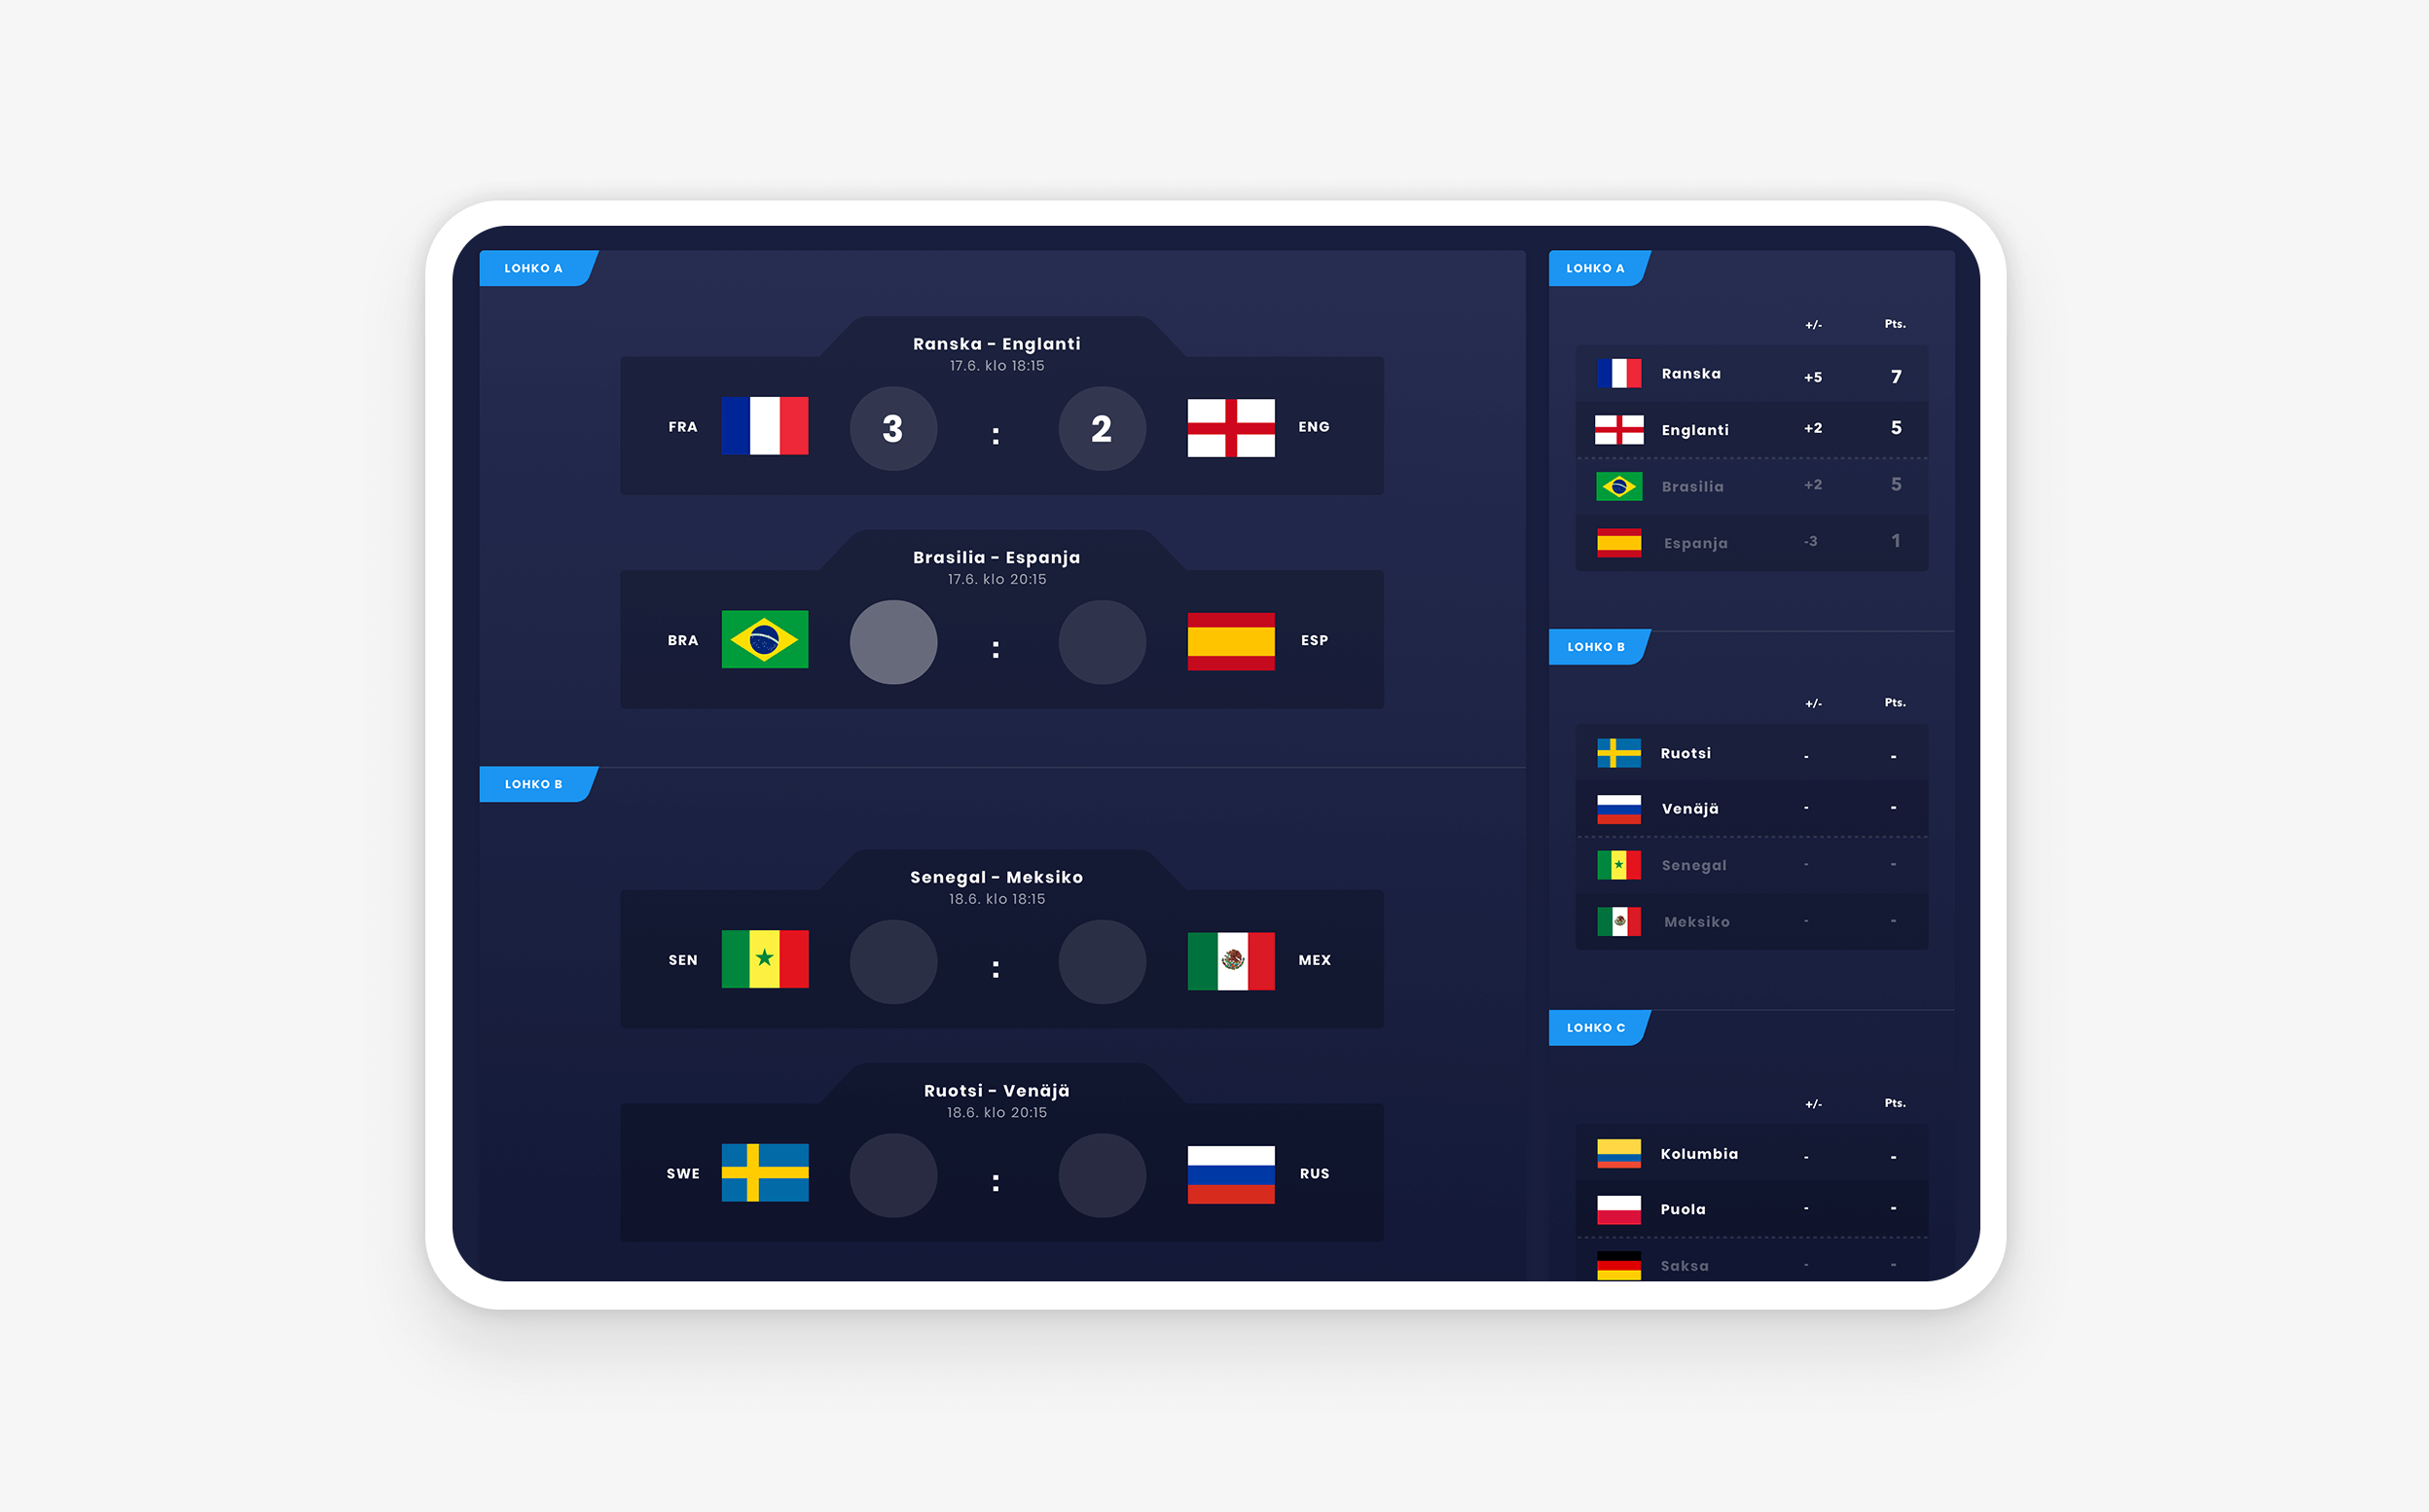 LOHKO A
Ranska - Englanti
17.6. klo 18:15
FRA 3 : 2 ENG
Brasilia - Espanja
17.6. klo 20:15
BRA : ESP
LOHKO B
Senegal - Meksiko
18.6. klo 18:15
SEN : MEX
Ruotsi - Venäjä
18.6. klo 20:15
SWE : RUS
LOHKO A
+/- Pts.
Ranska +5 7
Englanti +2 5
Brasilia +2 5
Espanja -3 1
LOHKO B
+/- Pts.
Ruotsi - -
Venäjä - -
Senegal - -
Meksiko - -
LOHKO C
+/- Pts.
Kolumbia - -
Puola - -
Saksa - -